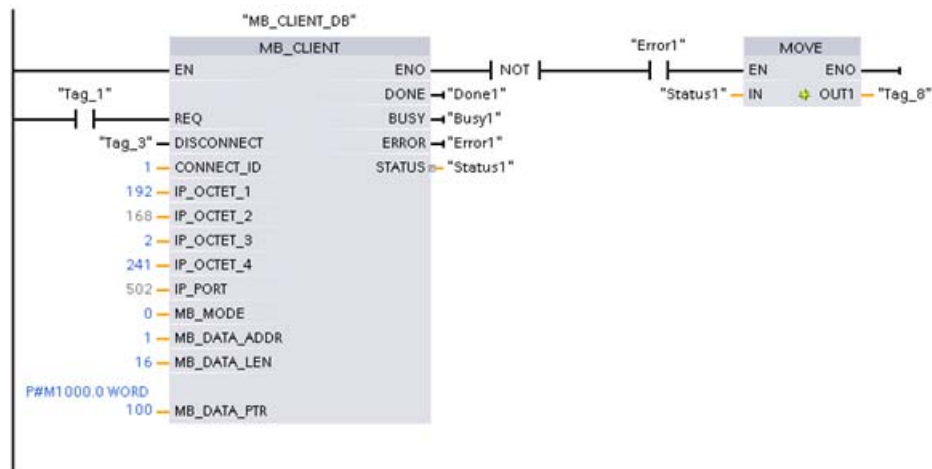 "MB_CLIENT_DB"
MB_CLIENT
"Error1"
MOVE
EN ENO NOT EN ENO
"Tag_1" DONE "Done1" "Status1" IN OUT1 "Tag_8"
REQ BUSY "Busy1"
"Tag_3" DISCONNECT ERROR "Error1"
1 CONNECT_ID STATUS "Status1"
192 IP_OCTET_1
168 IP_OCTET_2
2 IP_OCTET_3
241 IP_OCTET_4
502 IP_PORT
0 MB_MODE
1 MB_DATA_ADDR
16 MB_DATA_LEN
P#M1000.0 WORD
100 MB_DATA_PTR